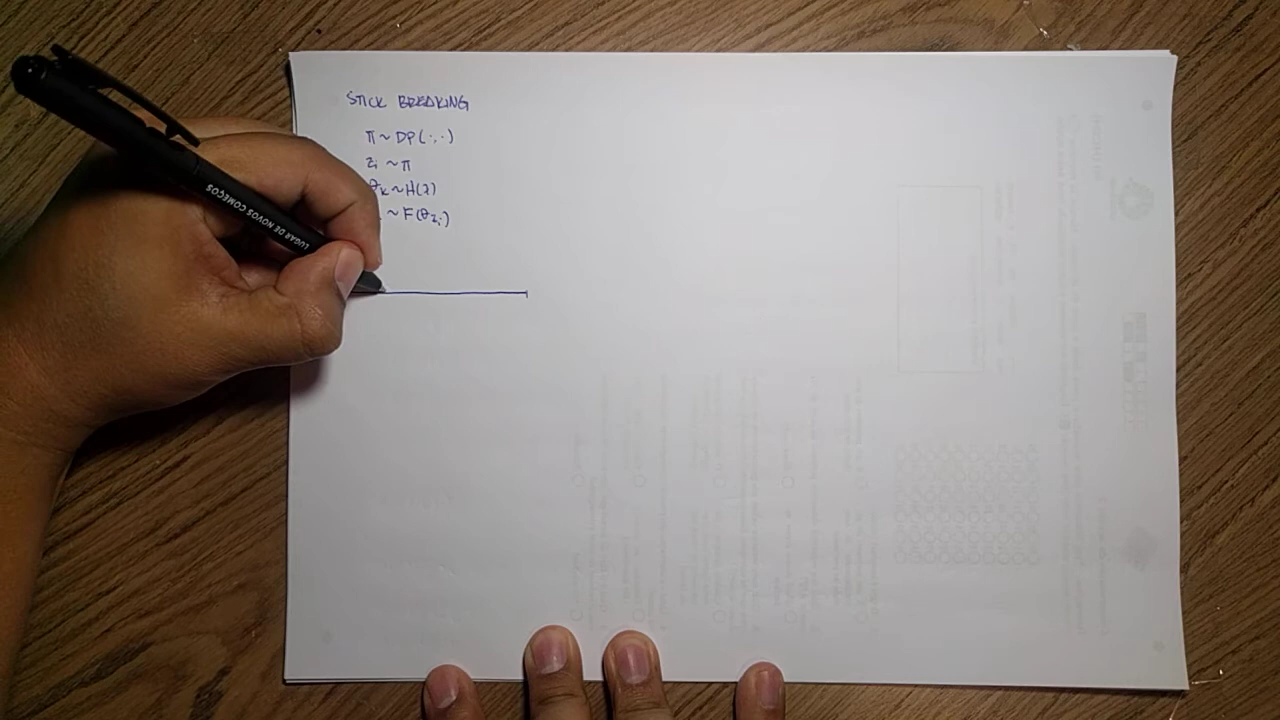 STICK BREAKING
π ~ DP(·,·)
zᵢ ~ π
θₖ ~ H(λ)
~ F(θ_zᵢ)
LUGAR DE NOVOS COMEÇOS